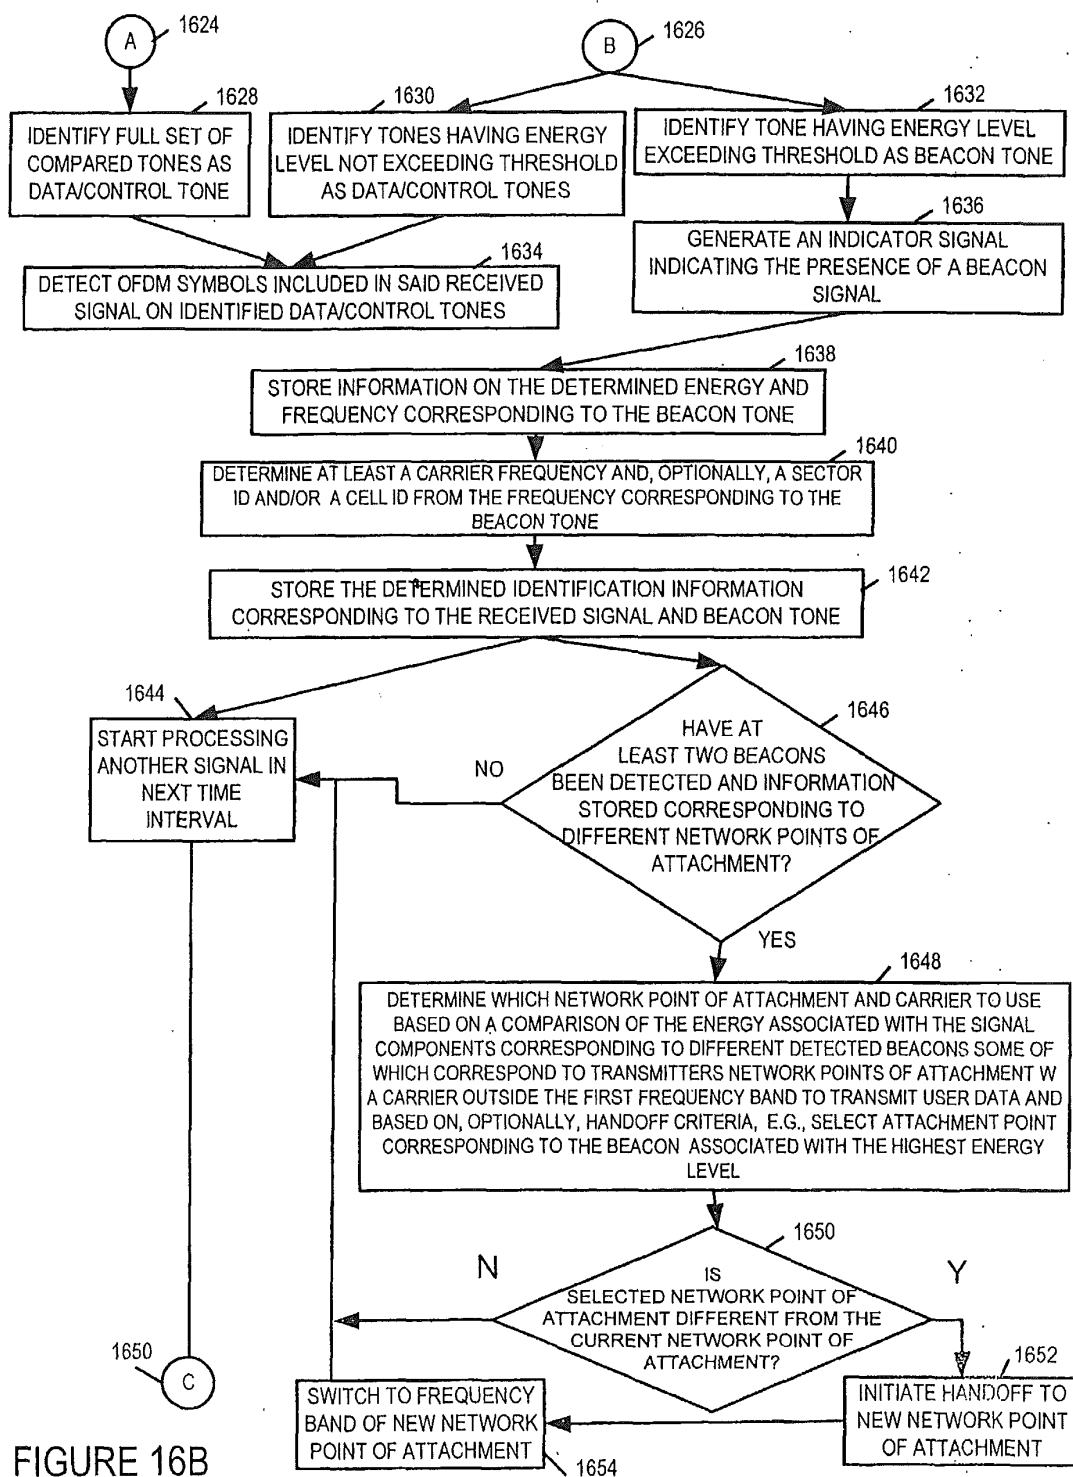 A
1624
B
1626
1628
1630
1632
IDENTIFY FULL SET OF
COMPARED TONES AS
DATA/CONTROL TONE
IDENTIFY TONES HAVING ENERGY
LEVEL NOT EXCEEDING THRESHOLD
AS DATA/CONTROL TONES
IDENTIFY TONE HAVING ENERGY LEVEL
EXCEEDING THRESHOLD AS BEACON TONE
1636
GENERATE AN INDICATOR SIGNAL
INDICATING THE PRESENCE OF A BEACON
SIGNAL
1634
DETECT OFDM SYMBOLS INCLUDED IN SAID RECEIVED
SIGNAL ON IDENTIFIED DATA/CONTROL TONES
1638
STORE INFORMATION ON THE DETERMINED ENERGY AND
FREQUENCY CORRESPONDING TO THE BEACON TONE
1640
DETERMINE AT LEAST A CARRIER FREQUENCY AND, OPTIONALLY, A SECTOR
ID AND/OR A CELL ID FROM THE FREQUENCY CORRESPONDING TO THE
BEACON TONE
1642
STORE THE DETERMINED IDENTIFICATION INFORMATION
CORRESPONDING TO THE RECEIVED SIGNAL AND BEACON TONE
1644
START PROCESSING
ANOTHER SIGNAL IN
NEXT TIME
INTERVAL
1646
HAVE AT
LEAST TWO BEACONS
BEEN DETECTED AND INFORMATION
STORED CORRESPONDING TO
DIFFERENT NETWORK POINTS OF
ATTACHMENT?
NO
YES
1648
DETERMINE WHICH NETWORK POINT OF ATTACHMENT AND CARRIER TO USE
BASED ON A COMPARISON OF THE ENERGY ASSOCIATED WITH THE SIGNAL
COMPONENTS CORRESPONDING TO DIFFERENT DETECTED BEACONS SOME OF
WHICH CORRESPOND TO TRANSMITTERS NETWORK POINTS OF ATTACHMENT W
A CARRIER OUTSIDE THE FIRST FREQUENCY BAND TO TRANSMIT USER DATA AND
BASED ON, OPTIONALLY, HANDOFF CRITERIA, E.G., SELECT ATTACHMENT POINT
CORRESPONDING TO THE BEACON ASSOCIATED WITH THE HIGHEST ENERGY
LEVEL
1650
N
Y
IS
SELECTED NETWORK POINT OF
ATTACHMENT DIFFERENT FROM THE
CURRENT NETWORK POINT OF
ATTACHMENT?
1650
C
1652
INITIATE HANDOFF TO
NEW NETWORK POINT
OF ATTACHMENT
SWITCH TO FREQUENCY
BAND OF NEW NETWORK
POINT OF ATTACHMENT
1654
FIGURE 16B